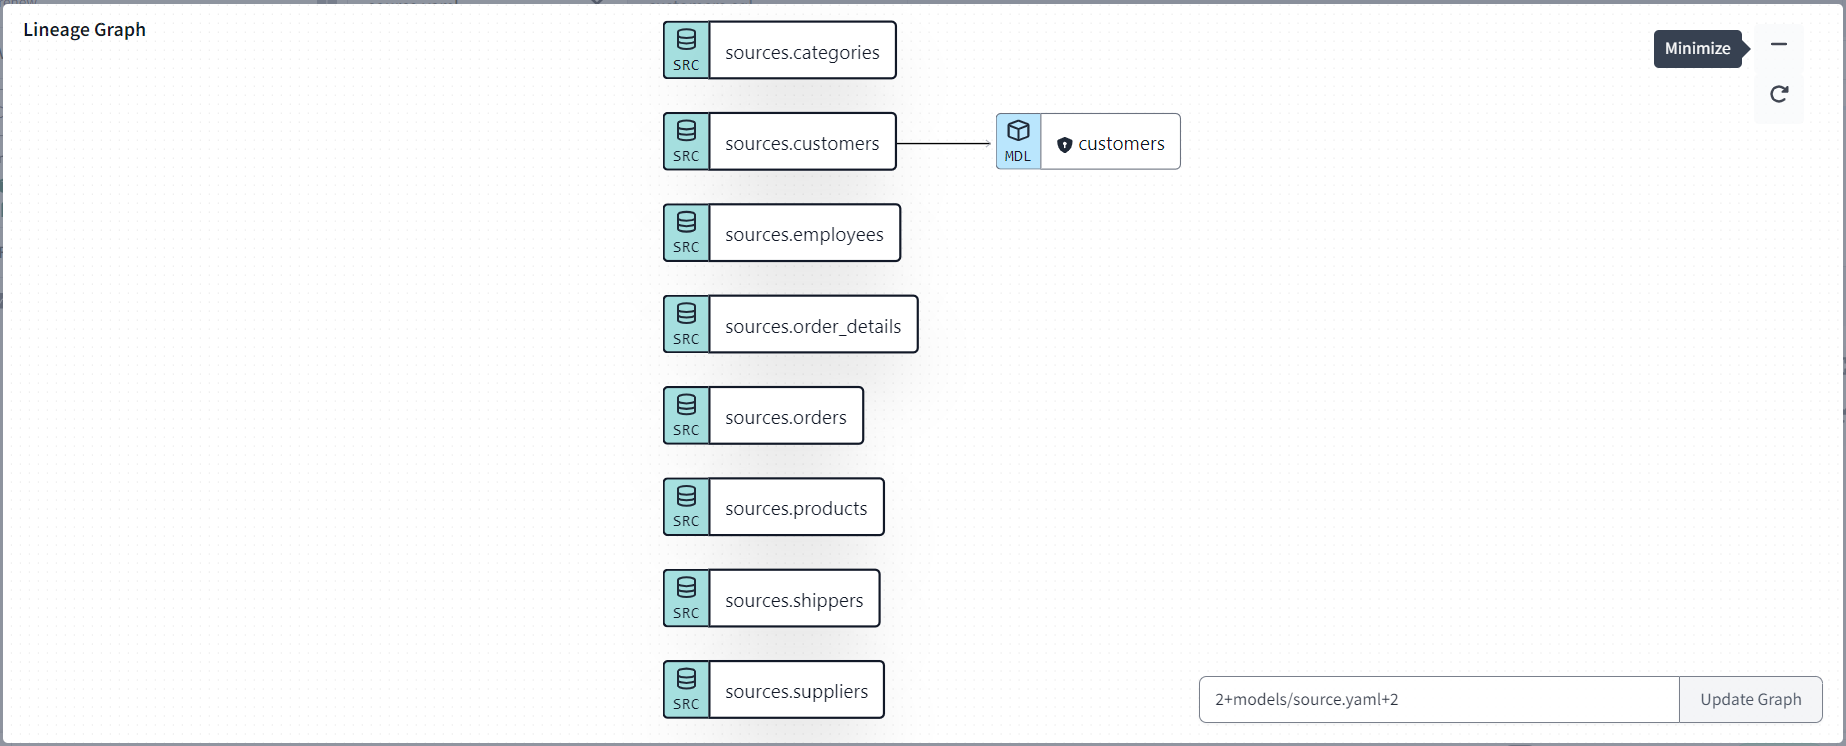 Lineage Graph
SRC
sources.categories
Minimize
SRC
sources.customers
MDL
customers
SRC
sources.employees
SRC
sources.order_details
SRC
sources.orders
SRC
sources.products
SRC
sources.shippers
SRC
sources.suppliers
2+models/source.yaml+2
Update Graph